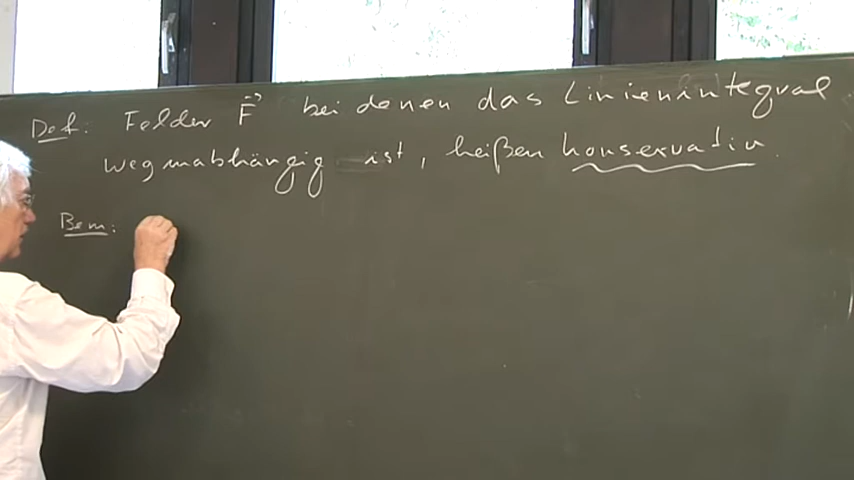 Def: Felder F⃗ bei denen das Linienintegral
wegunabhängig ist, heißen konservativ.
Bem: